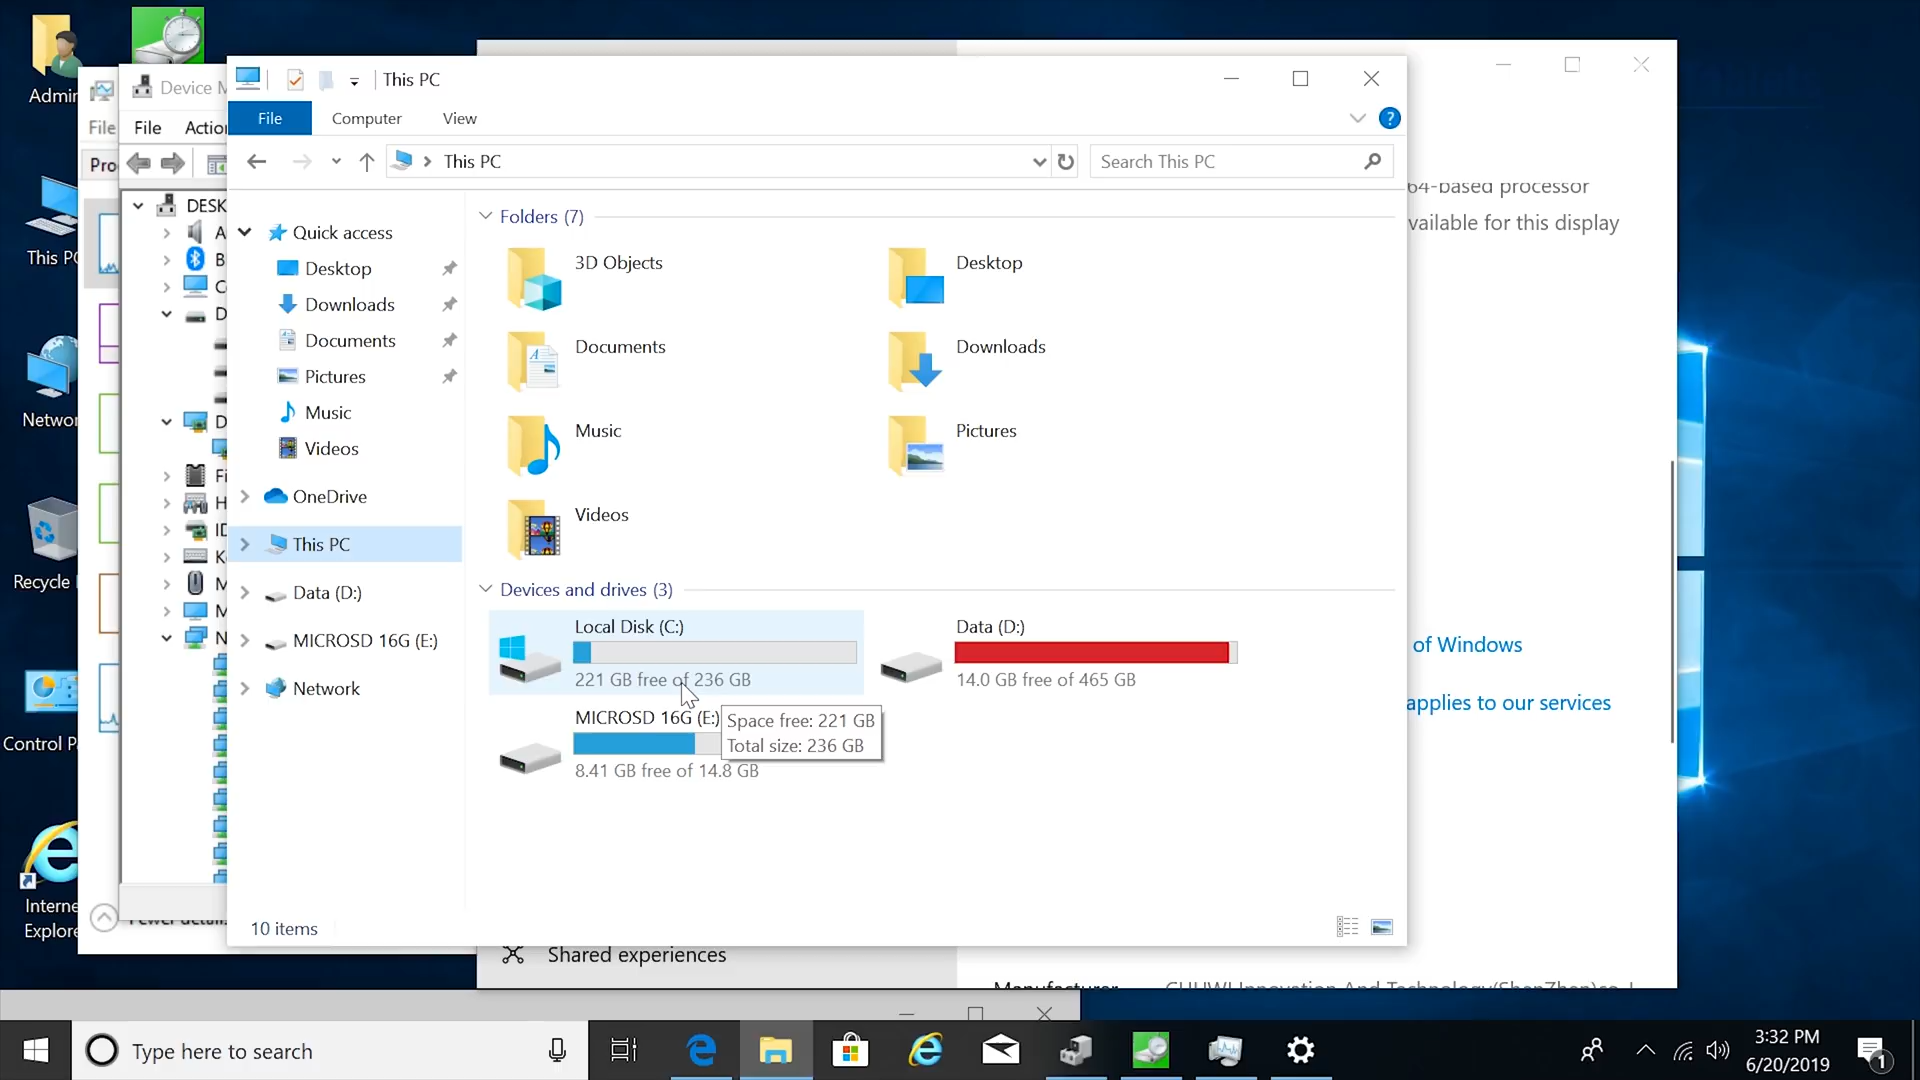 Admin
This PC
File
Computer
View
Device M
File
File
Action
Pro
This PC
Search This PC
64-based processor
vailable for this display
DESK
Quick access
Desktop
Downloads
Documents
Pictures
Music
Videos
OneDrive
This PC
Data (D:)
MICROSD 16G (E:)
Network
Folders (7)
3D Objects
Desktop
Documents
Downloads
Music
Pictures
Videos
Devices and drives (3)
Local Disk (C:)
221 GB free of 236 GB
Data (D:)
14.0 GB free of 465 GB
MICROSD 16G (E:)
8.41 GB free of 14.8 GB
Space free: 221 GB
Total size: 236 GB
of Windows
applies to our services
10 items
This PC
Networ
Recycle
Control P
Interne
Explore
Fewer detail
Shared experiences
Manufacturer
CHUWI Innovation And Technology(ShenZhen)co.,l
Type here to search
3:32 PM
6/20/2019
1